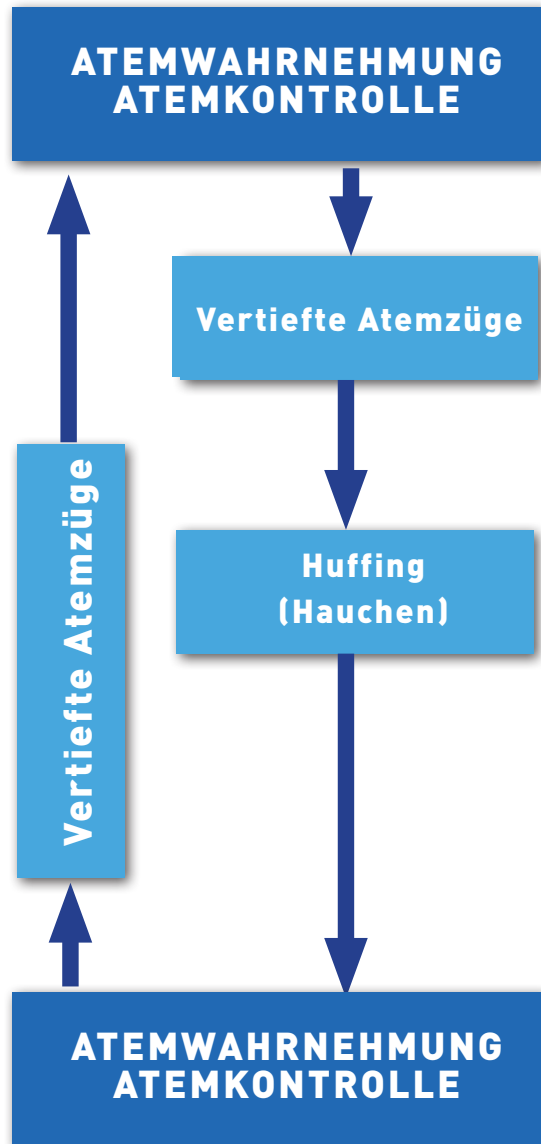 ATEMWAHRNEHMUNG
ATEMKONTROLLE
Vertiefte Atemzüge
Huffing
(Hauchen)
Vertiefte Atemzüge
ATEMWAHRNEHMUNG
ATEMKONTROLLE